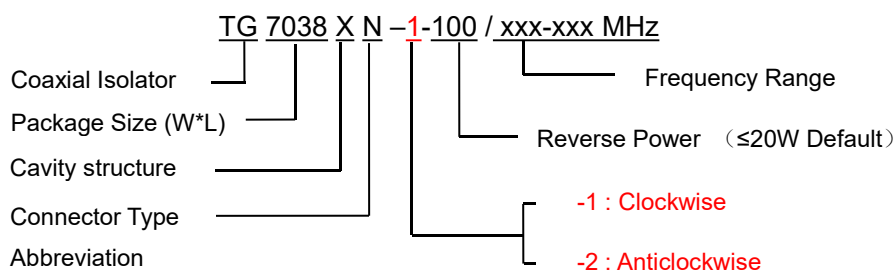 TG 7038 X N –1-100 / xxx-xxx MHz
Coaxial Isolator
Frequency Range
Package Size (W*L)
Reverse Power （≤20W Default）
Cavity structure
Connector Type
-1 : Clockwise
Abbreviation
-2 : Anticlockwise